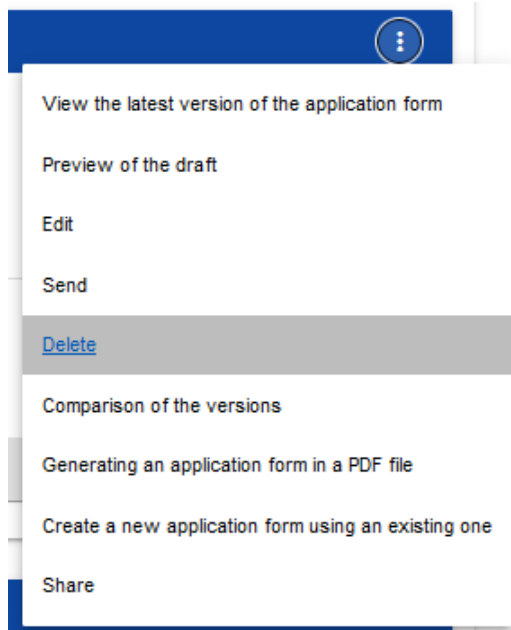 View the latest version of the application form
Preview of the draft
Edit
Send
Delete
Comparison of the versions
Generating an application form in a PDF file
Create a new application form using an existing one
Share